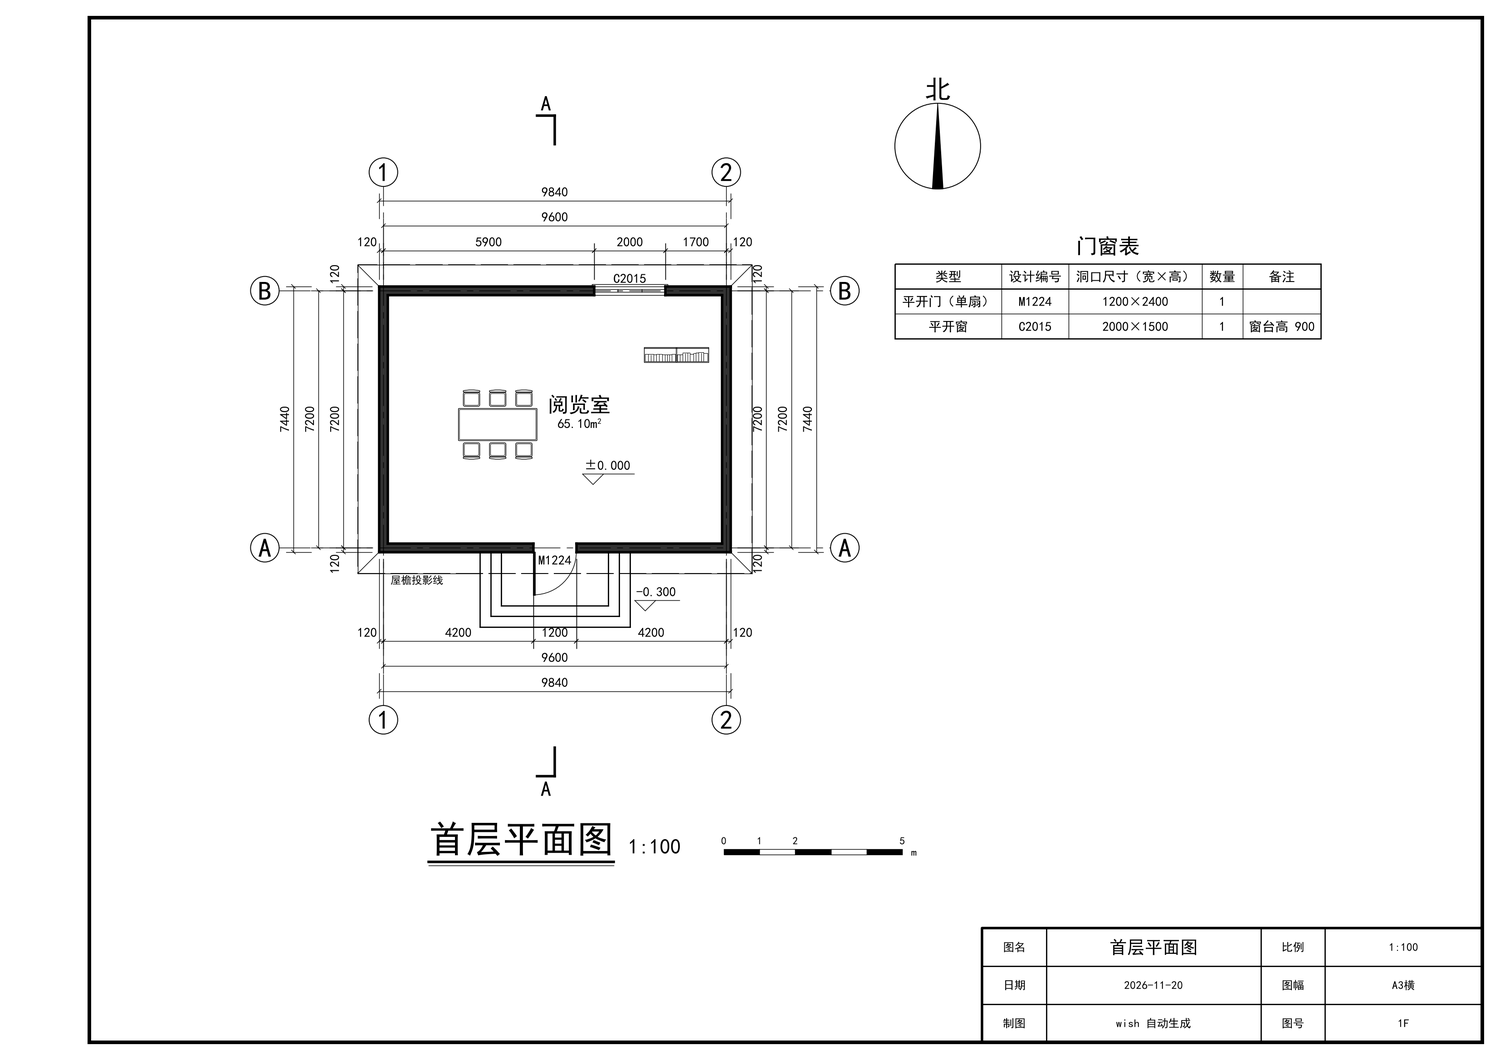 北
A
1 2
9840
9600
120 5900 2000 1700 120
120 120
C2015
B B
门窗表
类型 设计编号 洞口尺寸（宽×高） 数量 备注
平开门（单扇） M1224 1200×2400 1
平开窗 C2015 2000×1500 1 窗台高 900
阅览室
65.10m²
7440 7200 7200 7200 7200 7440
±0.000
A A
M1224
120 120
屋檐投影线
-0.300
120 4200 1200 4200 120
9600
9840
1 2
A
首层平面图 1:100
0 1 2 5
m
图名 首层平面图 比例 1:100
日期 2026-11-20 图幅 A3横
制图 wish 自动生成 图号 1F